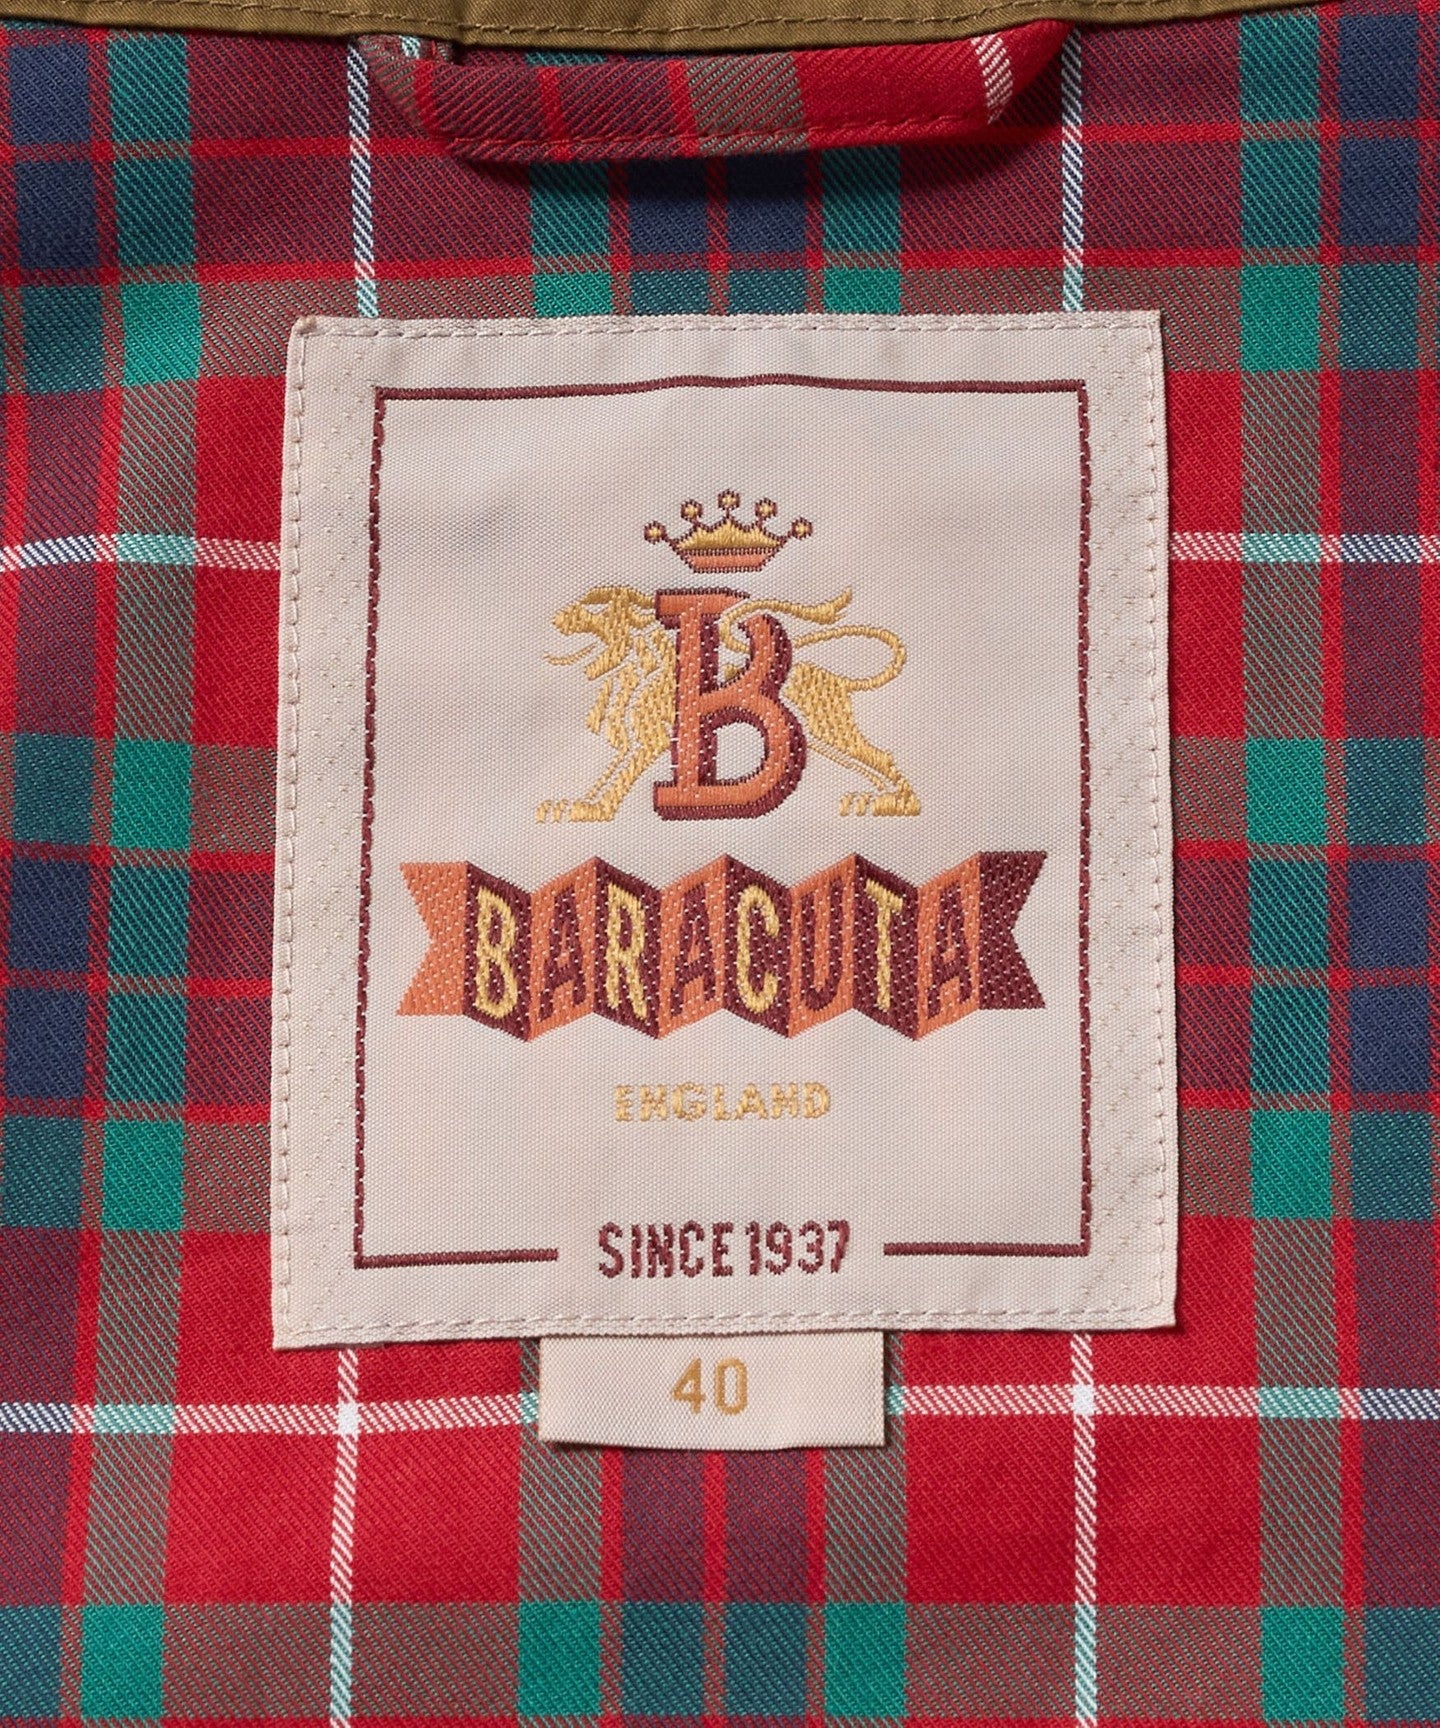 B
BARACUTA
ENGLAND
SINCE 1937
40